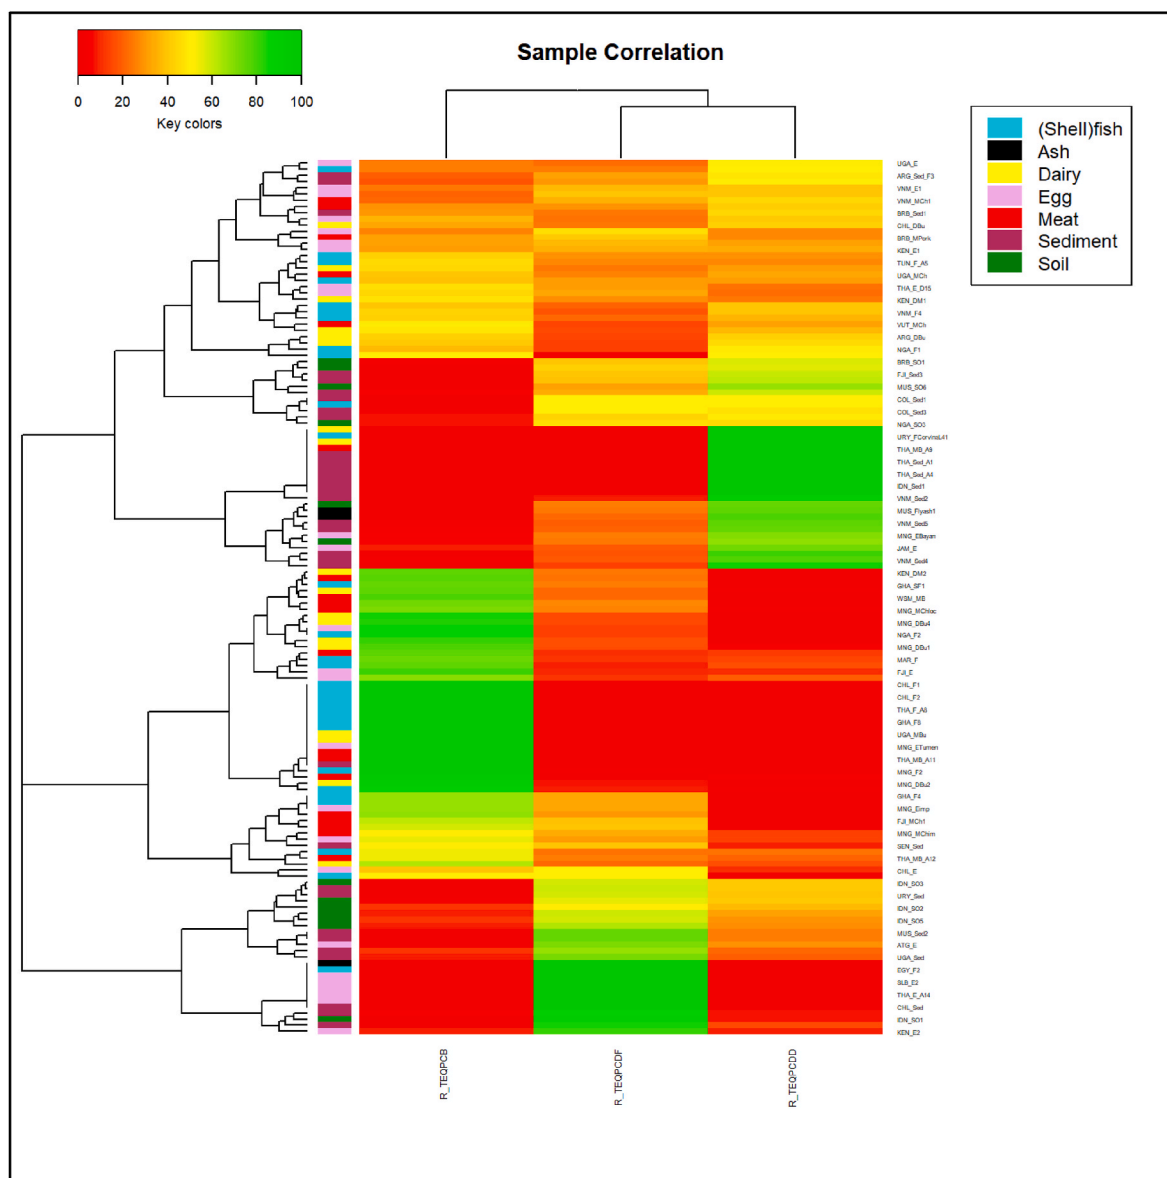 Sample Correlation
0 20 40 60 80 100
Key colors
(Shell)fish
Ash
Dairy
Egg
Meat
Sediment
Soil
UGA_E
ARG_Sed_F3
VNM_E1
VNM_MCh1
BRB_Sed1
CHL_DBu
BRB_MPork
KEN_E1
TUN_F_A5
UGA_MCh
THA_E_D15
KEN_DM1
VNM_F4
VUT_MCh
ARG_DBu
NGA_F1
BRB_SO1
FJI_Sed3
MUS_SO6
COL_Sed1
COL_Sed3
NGA_SO3
URY_FCorvinaL41
THA_MB_A9
THA_Sed_A1
THA_Sed_A4
IDN_Sed1
VNM_Sed2
MUS_Flyash1
VNM_Sed5
MNG_EBayan
JAM_E
VNM_Sed4
KEN_DM2
GHA_SF1
WSM_MB
MNG_MChloc
MNG_DBu4
NGA_F2
MNG_DBu1
MAR_F
FJI_E
CHL_F1
CHL_F2
THA_F_A8
GHA_F5
UGA_MBu
MNG_ETumen
THA_MB_A11
MNG_F2
MNG_DBu3
GHA_F4
MNG_Eimp
FJI_MCh1
MNG_MChim
SEN_Sed
THA_MB_A12
CHL_E
IDN_SO3
URY_Sed
IDN_SO2
IDN_SO5
MUS_Sed2
ATG_E
UGA_Sed
EGY_F2
SLB_E2
THA_E_A14
CHL_Sed
IDN_SO1
KEN_E2
R_TEQPCB
R_TEQPCDF
R_TEQPCDD